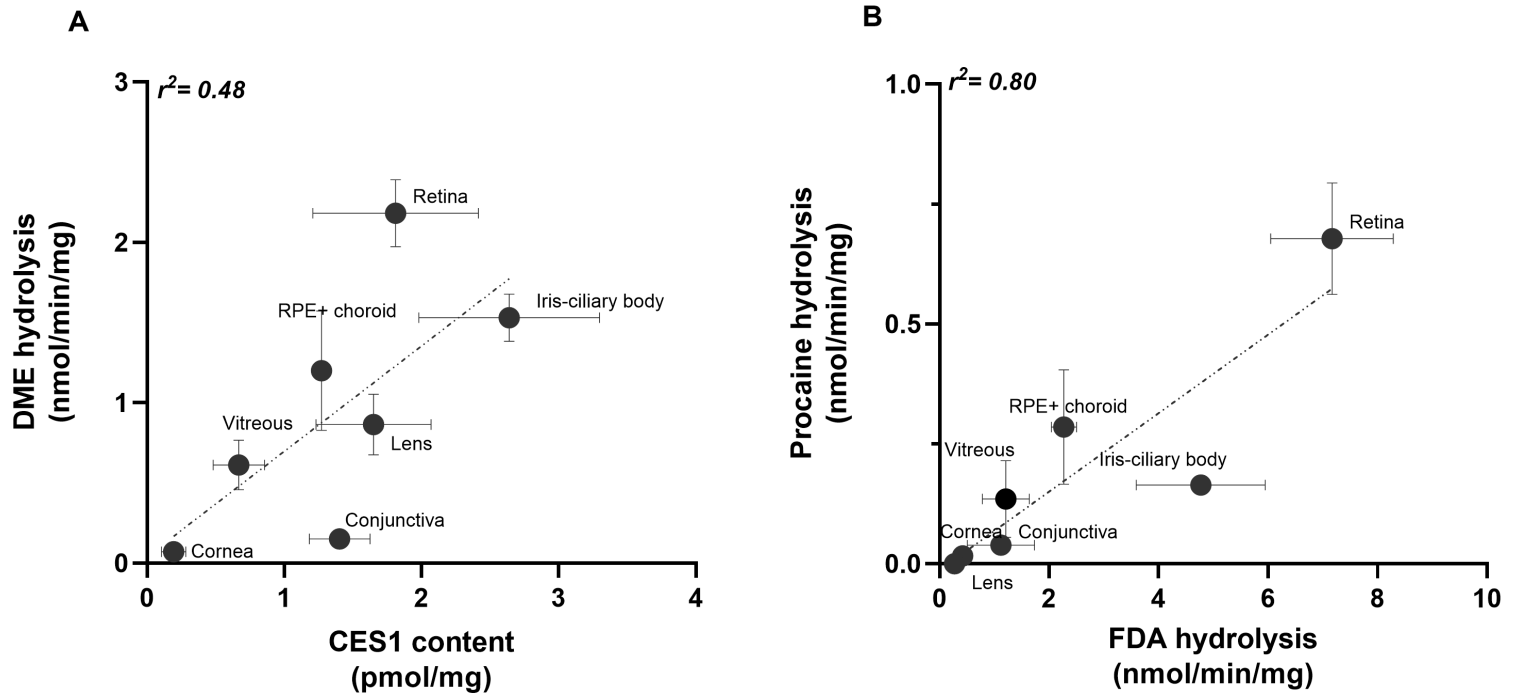 A
3
r²= 0.48
Retina
2
RPE+ choroid
Iris-ciliary body
1
Vitreous
Lens
Conjunctiva
Cornea
0
0 1 2 3 4
DME hydrolysis
(nmol/min/mg)
CES1 content
(pmol/mg)
B
1.0
r²= 0.80
Retina
0.5
RPE+ choroid
Vitreous
Iris-ciliary body
Cornea Conjunctiva
0.0
Lens
0 2 4 6 8 10
Procaine hydrolysis
(nmol/min/mg)
FDA hydrolysis
(nmol/min/mg)